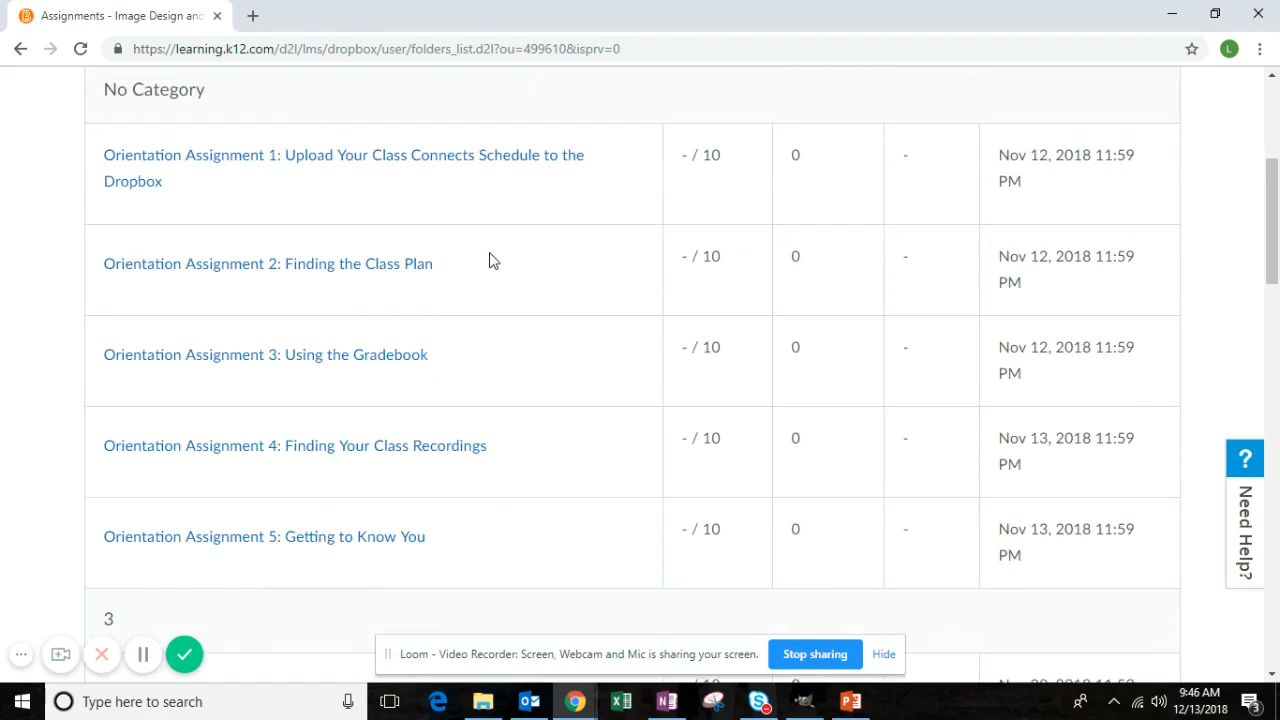 Assignments - Image Design and
https://learning.k12.com/d2l/lms/dropbox/user/folders_list.d2l?ou=499610&isprv=0
L
No Category
Orientation Assignment 1: Upload Your Class Connects Schedule to the
Dropbox
- / 10
0
-
Nov 12, 2018 11:59
PM
Orientation Assignment 2: Finding the Class Plan
- / 10
0
-
Nov 12, 2018 11:59
PM
Orientation Assignment 3: Using the Gradebook
- / 10
0
-
Nov 12, 2018 11:59
PM
Orientation Assignment 4: Finding Your Class Recordings
- / 10
0
-
Nov 13, 2018 11:59
PM
Orientation Assignment 5: Getting to Know You
- / 10
0
-
Nov 13, 2018 11:59
PM
? Need Help?
3
Loom - Video Recorder: Screen, Webcam and Mic is sharing your screen.
Stop sharing
Hide
Type here to search
9:46 AM
12/13/2018
3